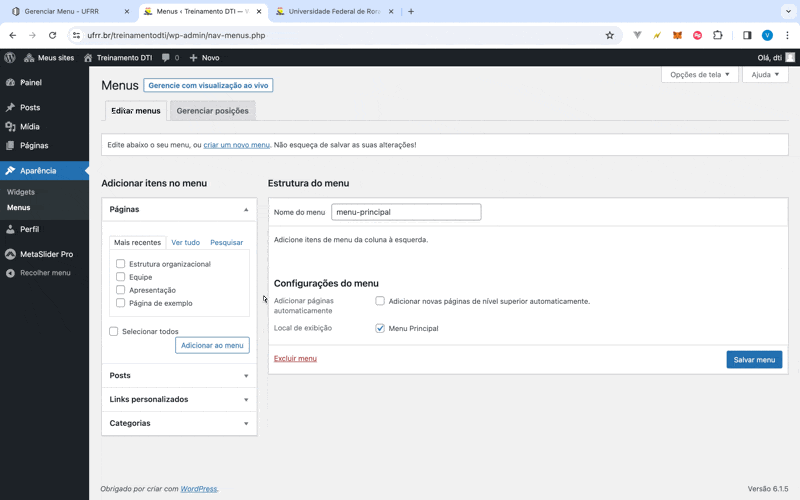 Gerenciar Menu - UFRR
Menus ‹ Treinamento DTI — V
Universidade Federal de Ror
ufrr.br/treinamentodti/wp-admin/nav-menus.php
V
Meus sites
Treinamento DTI
0
Novo
Olá, dti
Painel
Posts
Mídia
Páginas
Aparência
Widgets
Menus
Perfil
MetaSlider Pro
Recolher menu
Opções de tela
Ajuda
Menus
Gerencie com visualização ao vivo
Editar menus
Gerenciar posições
Edite abaixo o seu menu, ou criar um novo menu. Não esqueça de salvar as suas alterações!
Adicionar itens no menu
Páginas
Mais recentes
Ver tudo
Pesquisar
Estrutura organizacional
Equipe
Apresentação
Página de exemplo
Selecionar todos
Adicionar ao menu
Posts
Links personalizados
Categorias
Estrutura do menu
Nome do menu
menu-principal
Adicione itens de menu da coluna à esquerda.
Configurações do menu
Adicionar páginas
automaticamente
Adicionar novas páginas de nível superior automaticamente.
Local de exibição
Menu Principal
Excluir menu
Salvar menu
Obrigado por criar com WordPress.
Versão 6.1.5